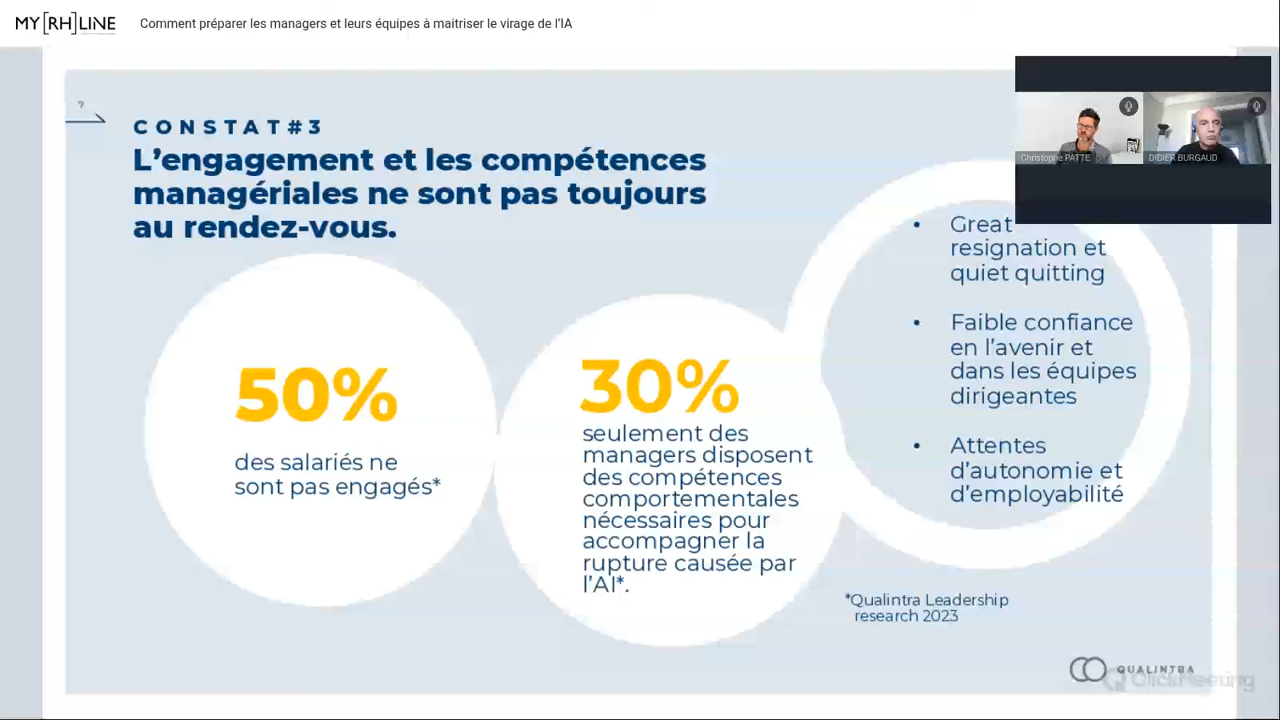 MY[RH]LINE
Comment préparer les managers et leurs équipes à maitriser le virage de l'IA
7
CONSTAT#3
L'engagement et les compétences
managériales ne sont pas toujours
au rendez-vous.
50%
des salariés ne
sont pas engagés*
30%
seulement des
managers disposent
des compétences
comportementales
nécessaires pour
accompagner la
rupture causée par
l'AI*.
Christophe PATTE
DIDIER BURGAUD
• Great
resignation et
quiet quitting
• Faible confiance
en l'avenir et
dans les équipes
dirigeantes
• Attentes
d'autonomie et
d'employabilité
*Qualintra Leadership
research 2023
QUALINTRA
ClickMeeting